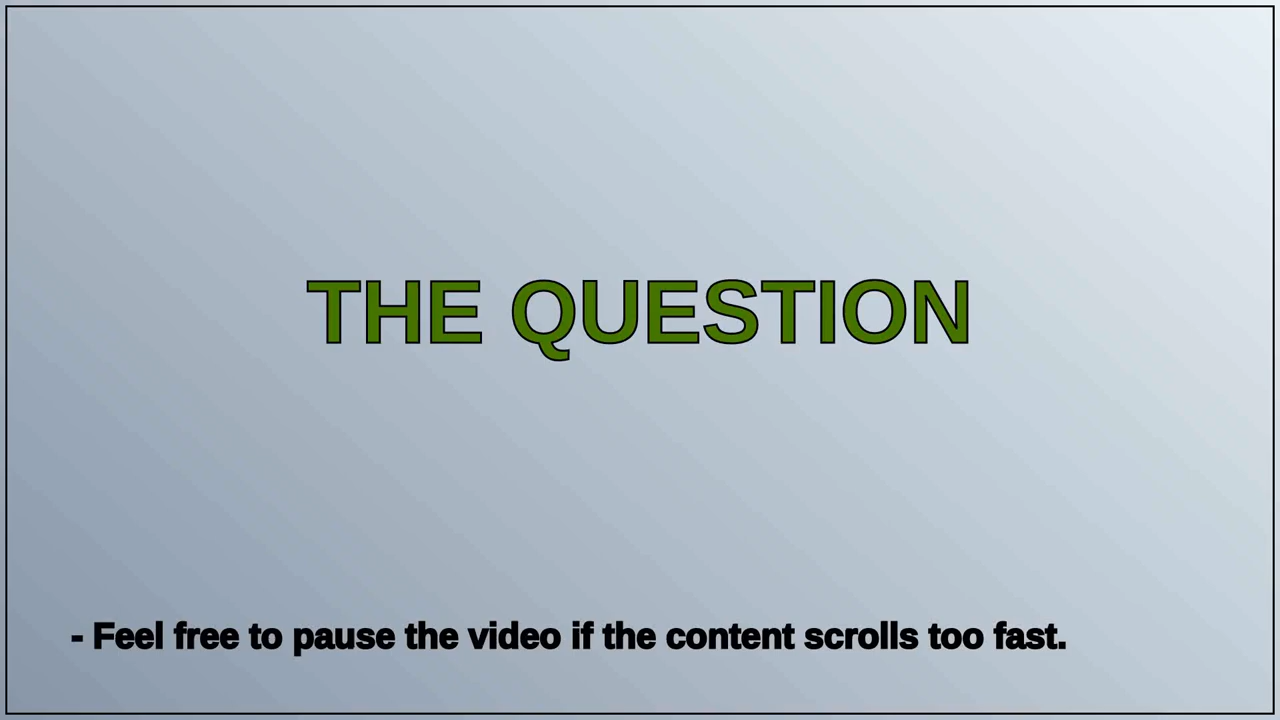 THE QUESTION
- Feel free to pause the video if the content scrolls too fast.